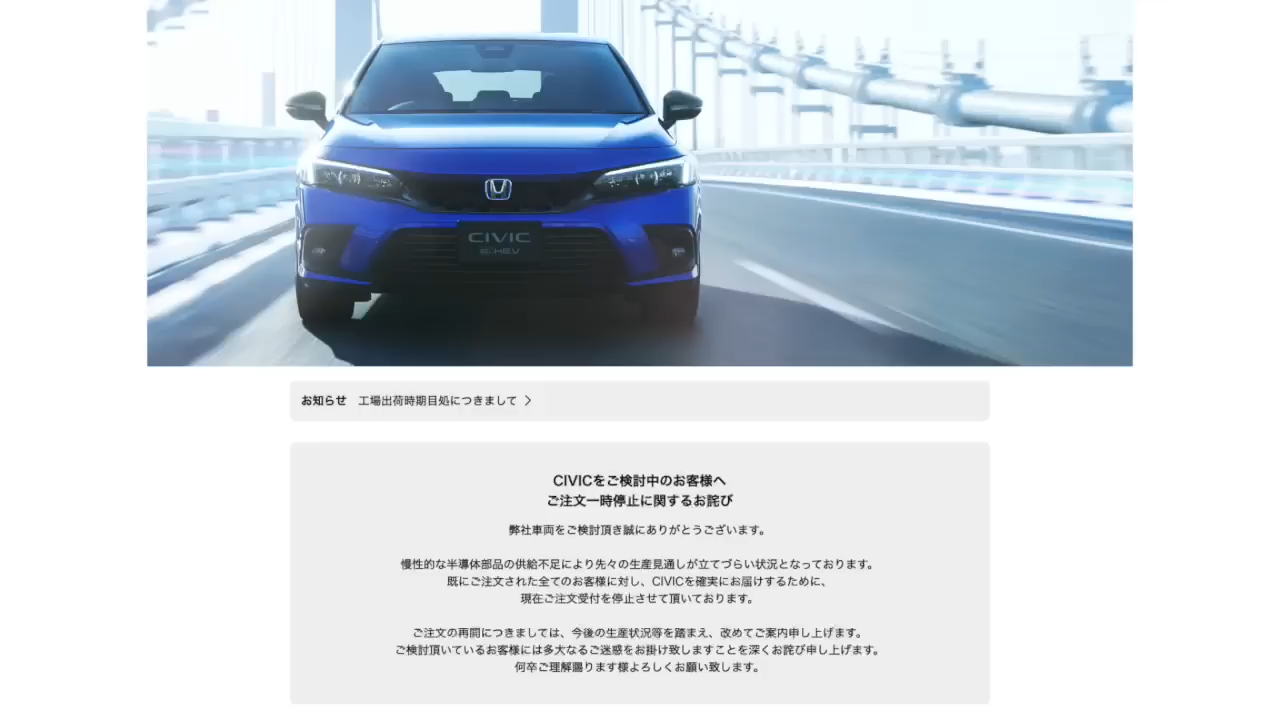 CIVIC
e:HEV
お知らせ 工場出荷時期目処につきまして
CIVICをご検討中のお客様へ
ご注文一時停止に関するお詫び
弊社車両をご検討頂き誠にありがとうございます。
慢性的な半導体部品の供給不足により先々の生産見通しが立てづらい状況となっております。
既にご注文された全てのお客様に対し、CIVICを確実にお届けするために、
現在ご注文受付を停止させて頂いております。
ご注文の再開につきましては、今後の生産状況等を踏まえ、改めてご案内申し上げます。
ご検討頂いているお客様には多大なるご迷惑をお掛け致しますことを深くお詫び申し上げます。
何卒ご理解賜ります様よろしくお願い致します。